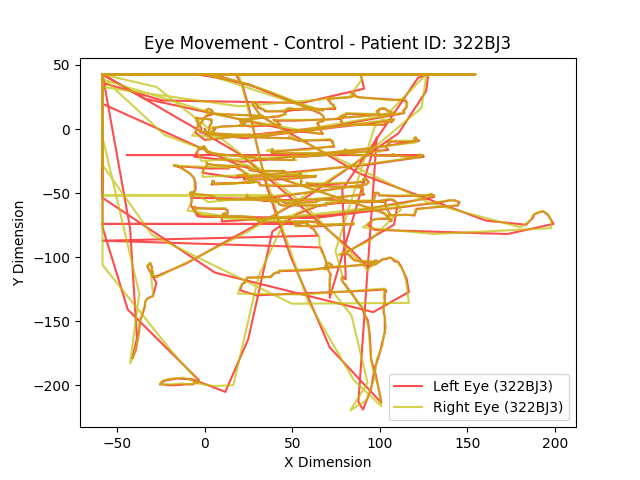 Eye Movement - Control - Patient ID: 322BJ3
50
0
−50
−100
−150
−200
Y Dimension
−50
0
50
100
150
200
X Dimension
Left Eye (322BJ3)
Right Eye (322BJ3)